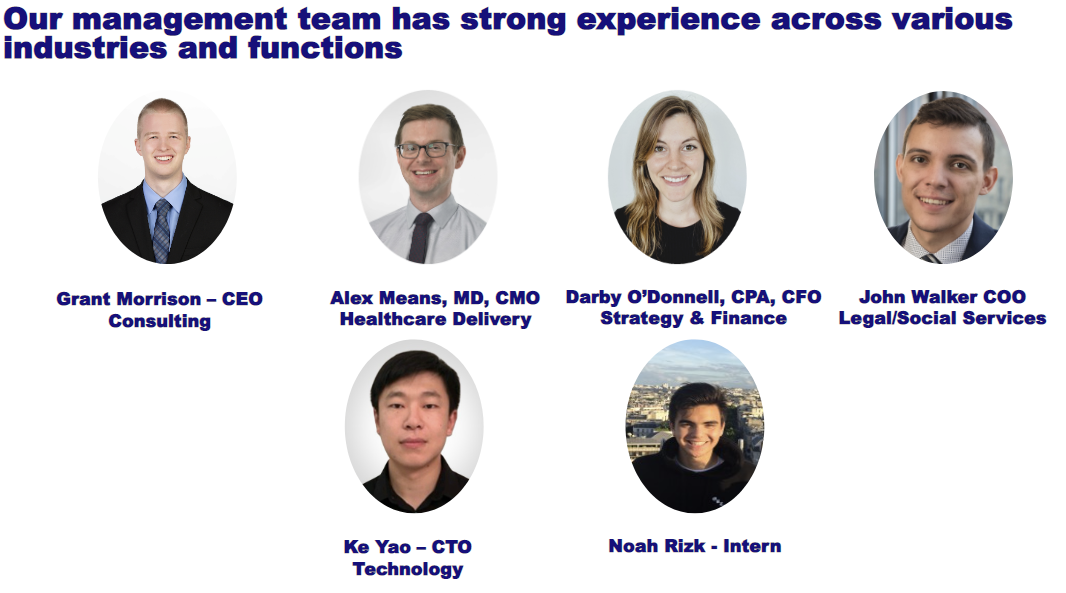 Our management team has strong experience across various
industries and functions
Grant Morrison – CEO
Consulting
Alex Means, MD, CMO
Healthcare Delivery
Darby O’Donnell, CPA, CFO
Strategy & Finance
John Walker COO
Legal/Social Services
Ke Yao – CTO
Technology
Noah Rizk - Intern